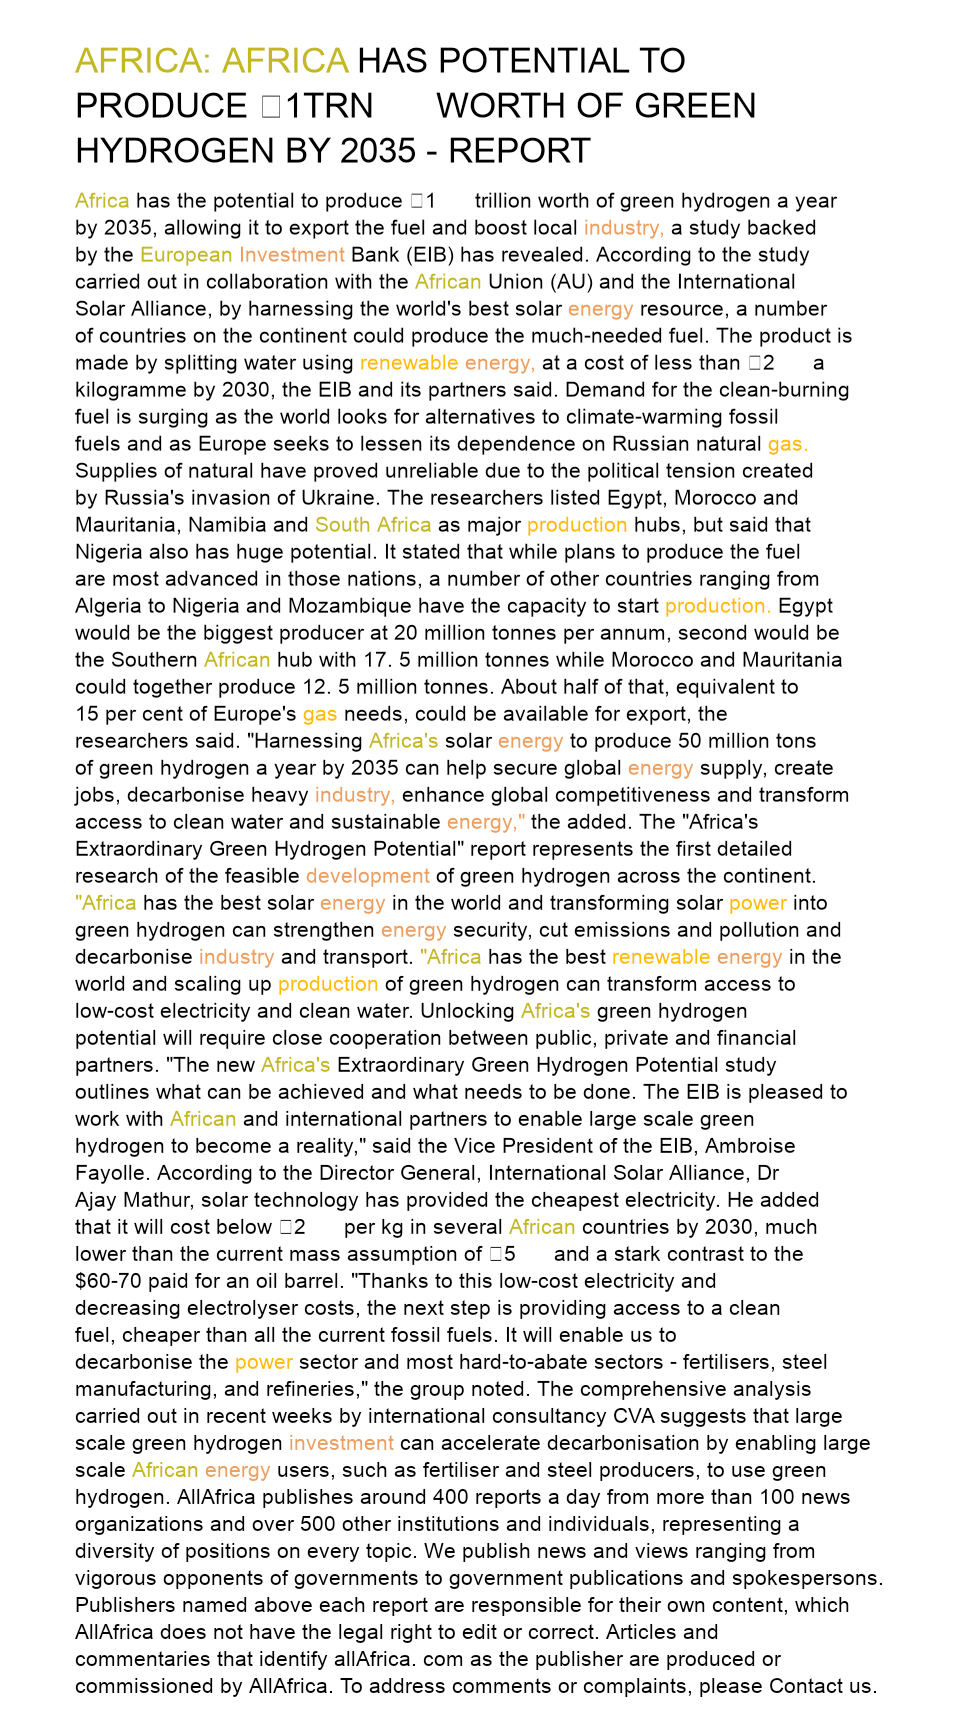 AFRICA: AFRICA HAS POTENTIAL TO
PRODUCE □1TRN WORTH OF GREEN
HYDROGEN BY 2035 - REPORT
Africa has the potential to produce □1 trillion worth of green hydrogen a year
by 2035, allowing it to export the fuel and boost local industry, a study backed
by the European Investment Bank (EIB) has revealed. According to the study
carried out in collaboration with the African Union (AU) and the International
Solar Alliance, by harnessing the world's best solar energy resource, a number
of countries on the continent could produce the much-needed fuel. The product is
made by splitting water using renewable energy, at a cost of less than □2 a
kilogramme by 2030, the EIB and its partners said. Demand for the clean-burning
fuel is surging as the world looks for alternatives to climate-warming fossil
fuels and as Europe seeks to lessen its dependence on Russian natural gas.
Supplies of natural have proved unreliable due to the political tension created
by Russia's invasion of Ukraine. The researchers listed Egypt, Morocco and
Mauritania, Namibia and South Africa as major production hubs, but said that
Nigeria also has huge potential. It stated that while plans to produce the fuel
are most advanced in those nations, a number of other countries ranging from
Algeria to Nigeria and Mozambique have the capacity to start production. Egypt
would be the biggest producer at 20 million tonnes per annum, second would be
the Southern African hub with 17. 5 million tonnes while Morocco and Mauritania
could together produce 12. 5 million tonnes. About half of that, equivalent to
15 per cent of Europe's gas needs, could be available for export, the
researchers said. "Harnessing Africa's solar energy to produce 50 million tons
of green hydrogen a year by 2035 can help secure global energy supply, create
jobs, decarbonise heavy industry, enhance global competitiveness and transform
access to clean water and sustainable energy," the added. The "Africa's
Extraordinary Green Hydrogen Potential" report represents the first detailed
research of the feasible development of green hydrogen across the continent.
"Africa has the best solar energy in the world and transforming solar power into
green hydrogen can strengthen energy security, cut emissions and pollution and
decarbonise industry and transport. "Africa has the best renewable energy in the
world and scaling up production of green hydrogen can transform access to
low-cost electricity and clean water. Unlocking Africa's green hydrogen
potential will require close cooperation between public, private and financial
partners. "The new Africa's Extraordinary Green Hydrogen Potential study
outlines what can be achieved and what needs to be done. The EIB is pleased to
work with African and international partners to enable large scale green
hydrogen to become a reality," said the Vice President of the EIB, Ambroise
Fayolle. According to the Director General, International Solar Alliance, Dr
Ajay Mathur, solar technology has provided the cheapest electricity. He added
that it will cost below □2 per kg in several African countries by 2030, much
lower than the current mass assumption of □5 and a stark contrast to the
$60-70 paid for an oil barrel. "Thanks to this low-cost electricity and
decreasing electrolyser costs, the next step is providing access to a clean
fuel, cheaper than all the current fossil fuels. It will enable us to
decarbonise the power sector and most hard-to-abate sectors - fertilisers, steel
manufacturing, and refineries," the group noted. The comprehensive analysis
carried out in recent weeks by international consultancy CVA suggests that large
scale green hydrogen investment can accelerate decarbonisation by enabling large
scale African energy users, such as fertiliser and steel producers, to use green
hydrogen. AllAfrica publishes around 400 reports a day from more than 100 news
organizations and over 500 other institutions and individuals, representing a
diversity of positions on every topic. We publish news and views ranging from
vigorous opponents of governments to government publications and spokespersons.
Publishers named above each report are responsible for their own content, which
AllAfrica does not have the legal right to edit or correct. Articles and
commentaries that identify allAfrica. com as the publisher are produced or
commissioned by AllAfrica. To address comments or complaints, please Contact us.